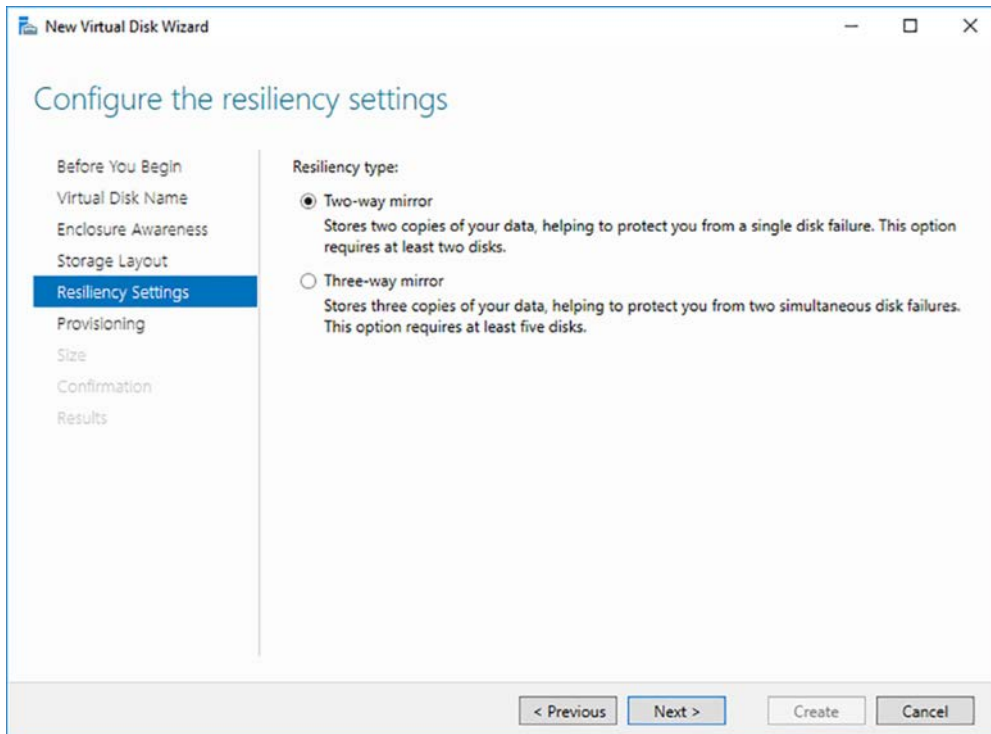 New Virtual Disk Wizard
Configure the resiliency settings
Before You Begin
Virtual Disk Name
Enclosure Awareness
Storage Layout
Resiliency Settings
Provisioning
Size
Confirmation
Results
Resiliency type:
Two-way mirror
Stores two copies of your data, helping to protect you from a single disk failure. This option
requires at least two disks.
Three-way mirror
Stores three copies of your data, helping to protect you from two simultaneous disk failures.
This option requires at least five disks.
< Previous
Next >
Create
Cancel